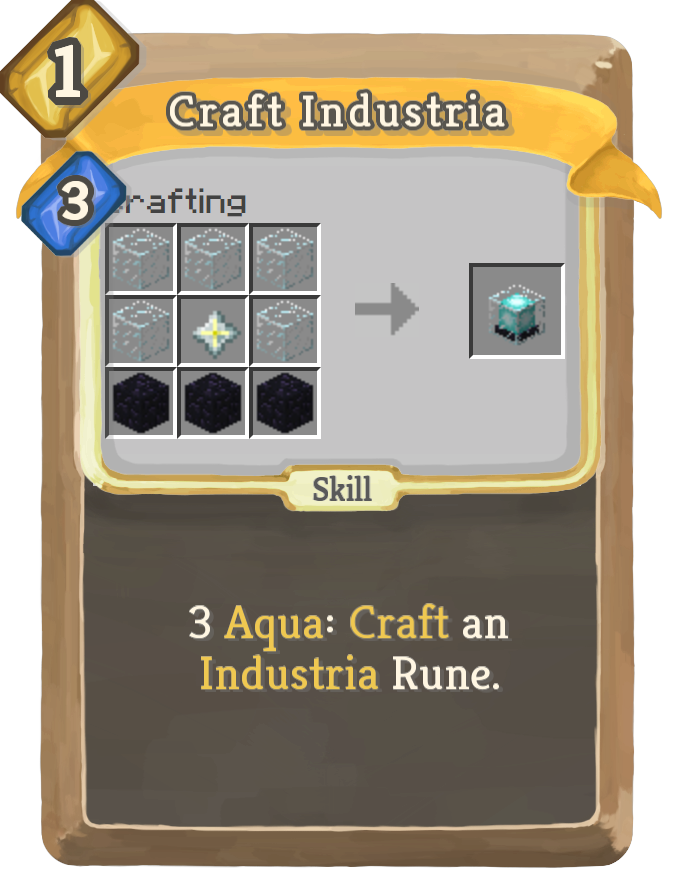 1
Craft Industria
3
rafting
Skill
3 Aqua: Craft an
Industria Rune.